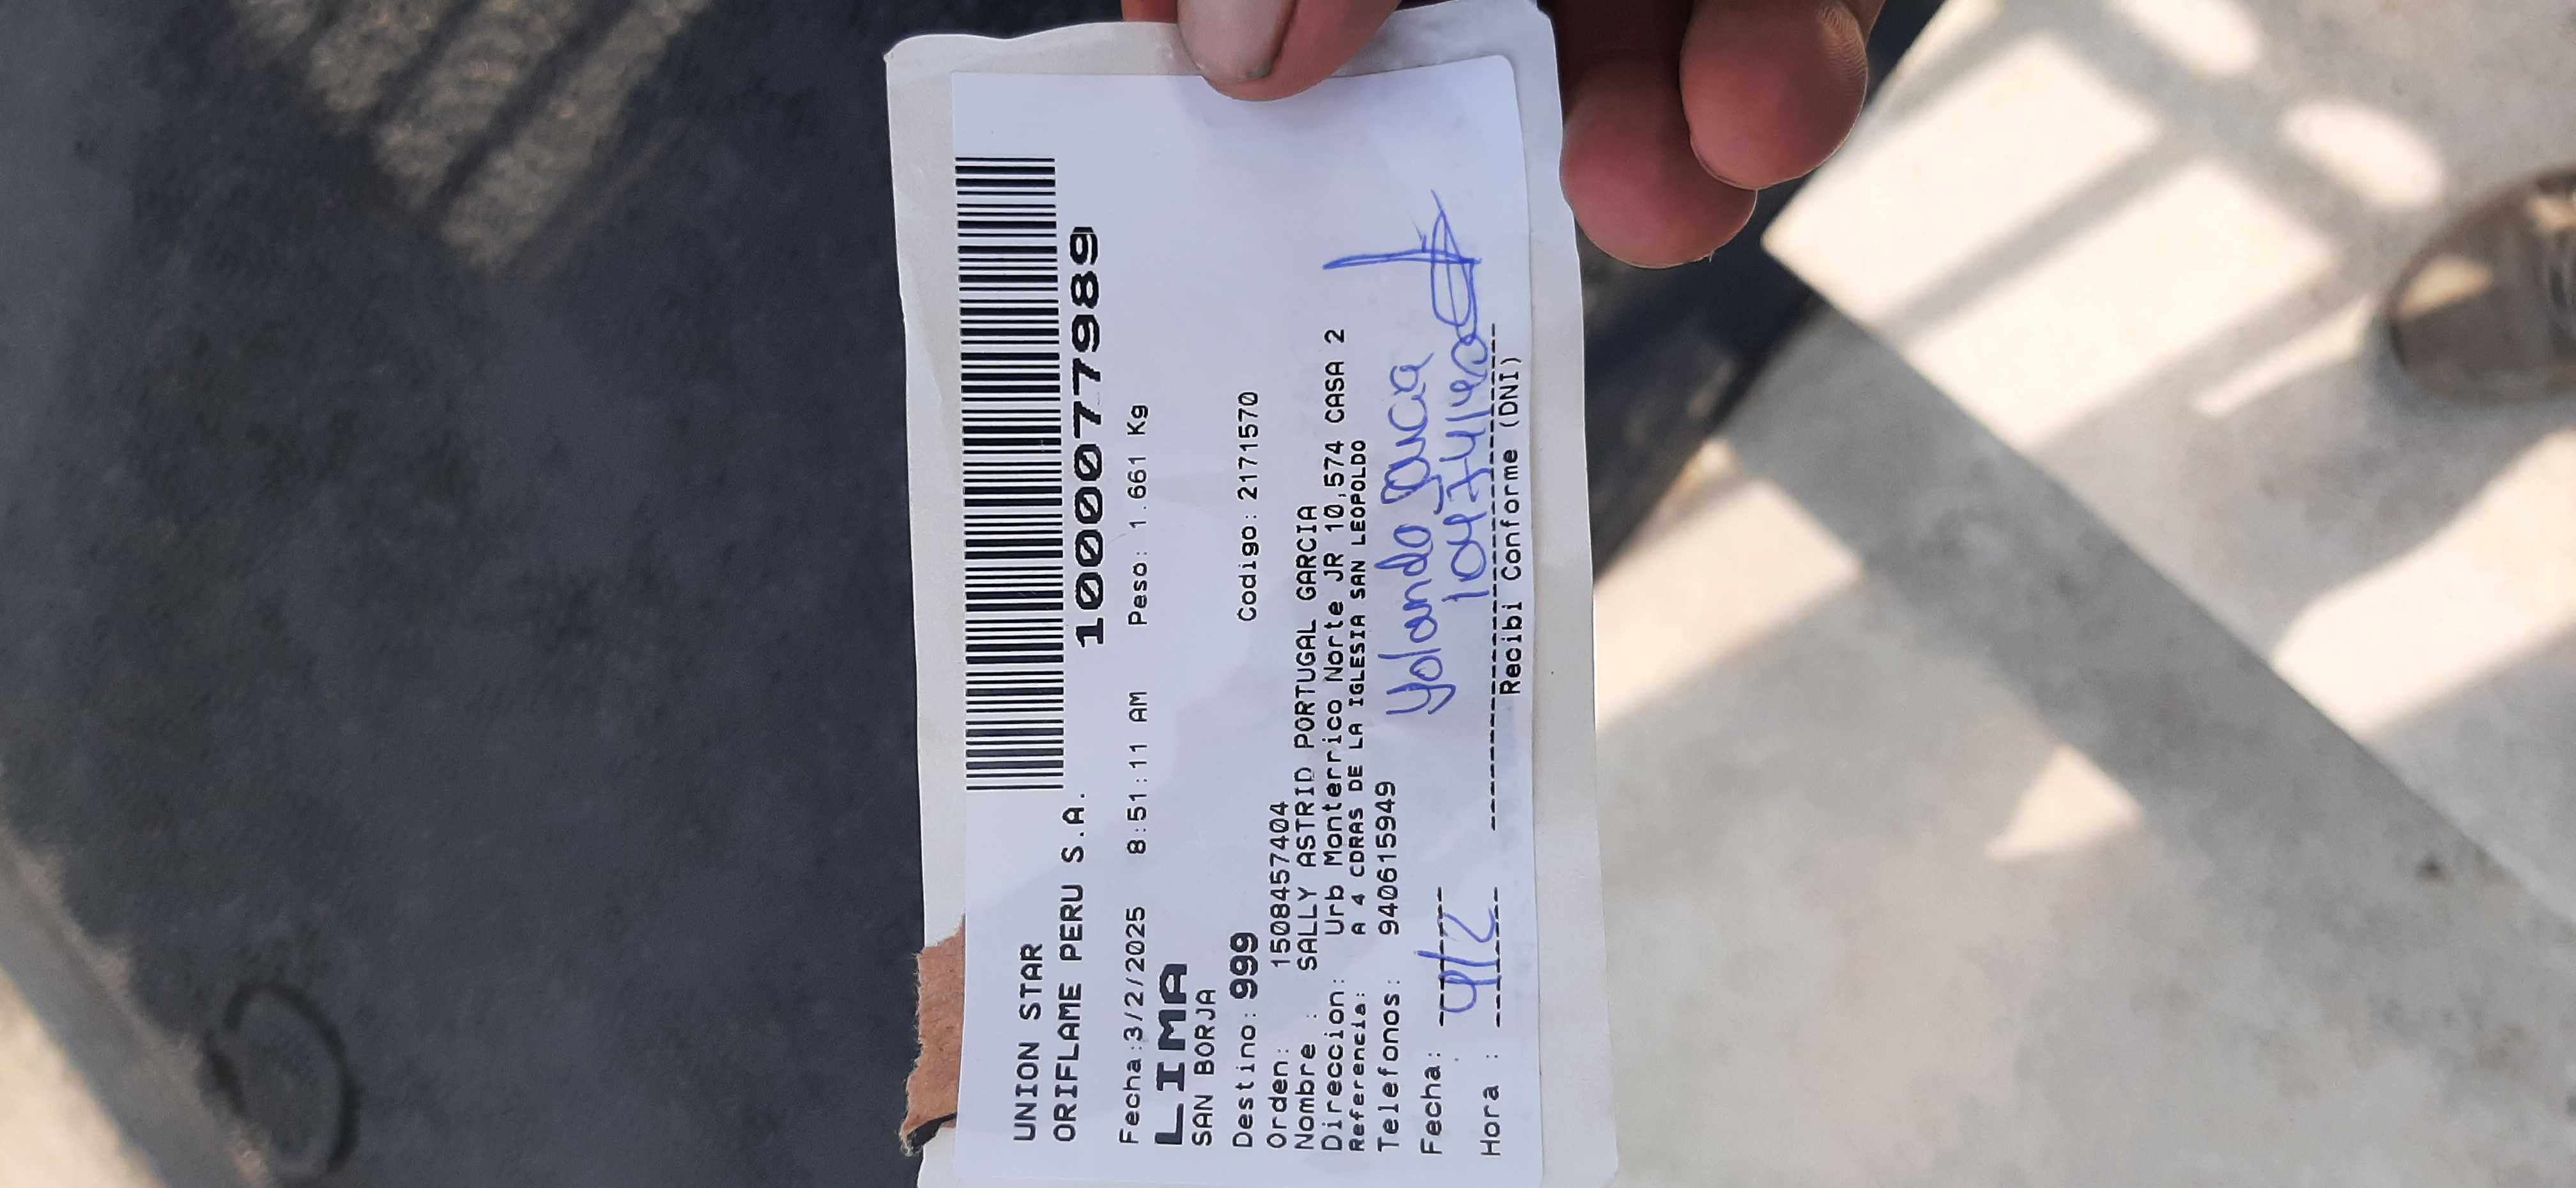 UNION STAR
ORIFLAME PERU S.A.
1000077989
Fecha:3/2/2025 8:51:11 AM Peso: 1.661 Kg
LIMA
SAN BORJA
Destino: 999 Codigo: 2171570
Orden: 1508457404
Nombre : SALLY ASTRID PORTUGAL GARCIA
Direccion: Urb Monterrico Norte JR 10,574 CASA 2
Referencia: A 4 CDRAS DE LA IGLESIA SAN LEOPOLDO
Telefonos: 940615949
Fecha: 4/2
Yolanda
Hora :
Recibi Conforme (DNI)